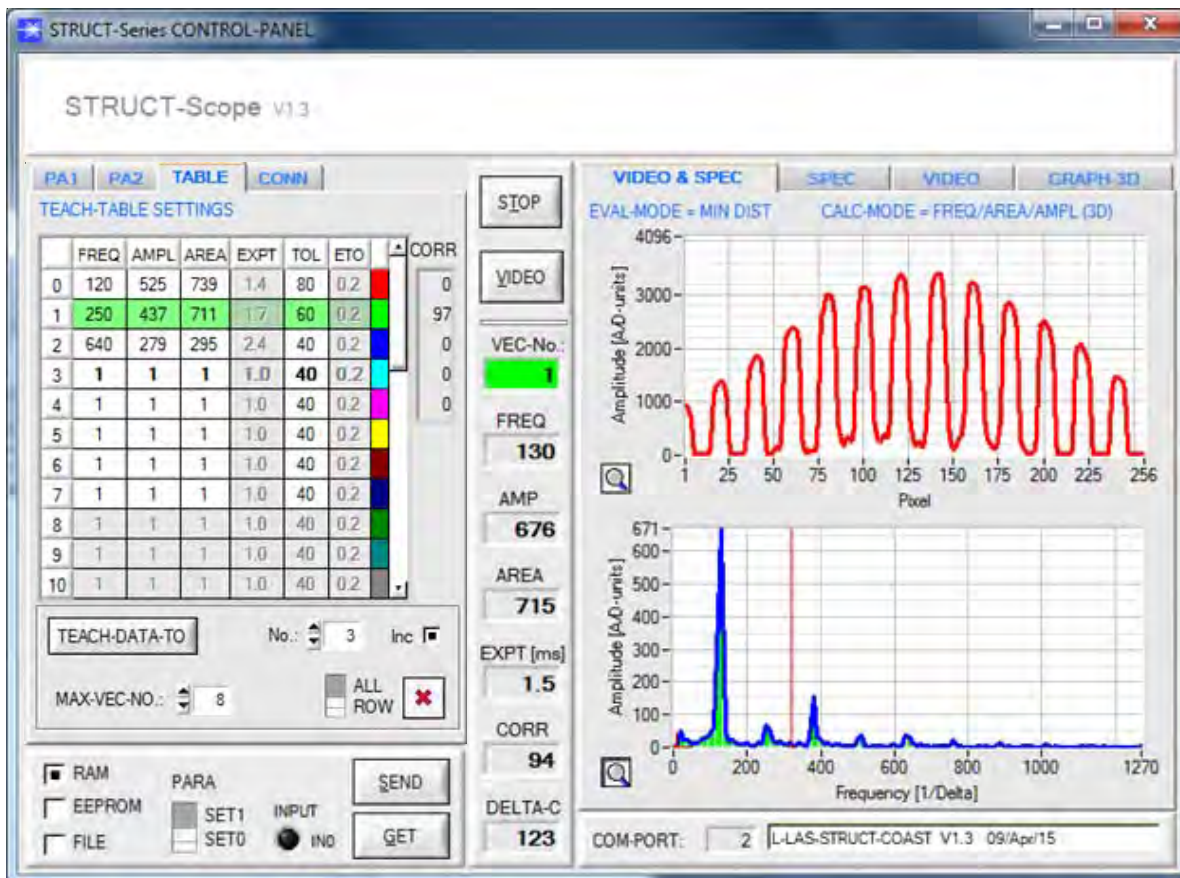 STRUCT-Series CONTROL-PANEL
STRUCT-Scope V1.3
PA1 PA2 TABLE CONN
TEACH-TABLE SETTINGS
FREQ AMPL AREA EXPT TOL ETO CORR
0 120 525 739 1.4 80 0.2 0
1 250 437 711 1.7 60 0.2 97
2 640 279 295 2.4 40 0.2 0
3 1 1 1 1.0 40 0.2 0
4 1 1 1 1.0 40 0.2 0
5 1 1 1 1.0 40 0.2
6 1 1 1 1.0 40 0.2
7 1 1 1 1.0 40 0.2
8 1 1 1 1.0 40 0.2
9 1 1 1 1.0 40 0.2
10 1 1 1 1.0 40 0.2
TEACH-DATA-TO No.: 3 Inc
MAX-VEC-NO.: 8 ALL
ROW
RAM
EEPROM
FILE
PARA
SET1
SET0
INPUT
IN0
SEND
GET
STOP
VIDEO
VEC-No.:
1
FREQ
130
AMP
676
AREA
715
EXPT [ms]
1.5
CORR
94
DELTA-C
123
VIDEO & SPEC SPEC VIDEO GRAPH-3D
EVAL-MODE = MIN DIST CALC-MODE = FREQ/AREA/AMPL (3D)
Amplitude [A/D-units]
4096
3000
2000
1000
0
1 25 50 75 100 125 150 175 200 225 256
Pixel
Amplitude [A/D-units]
671
600
500
400
300
200
100
0
0 200 400 600 800 1000 1270
Frequency [1/Delta]
COM-PORT: 2 L-LAS-STRUCT-COAST V1.3 09/Apr/15